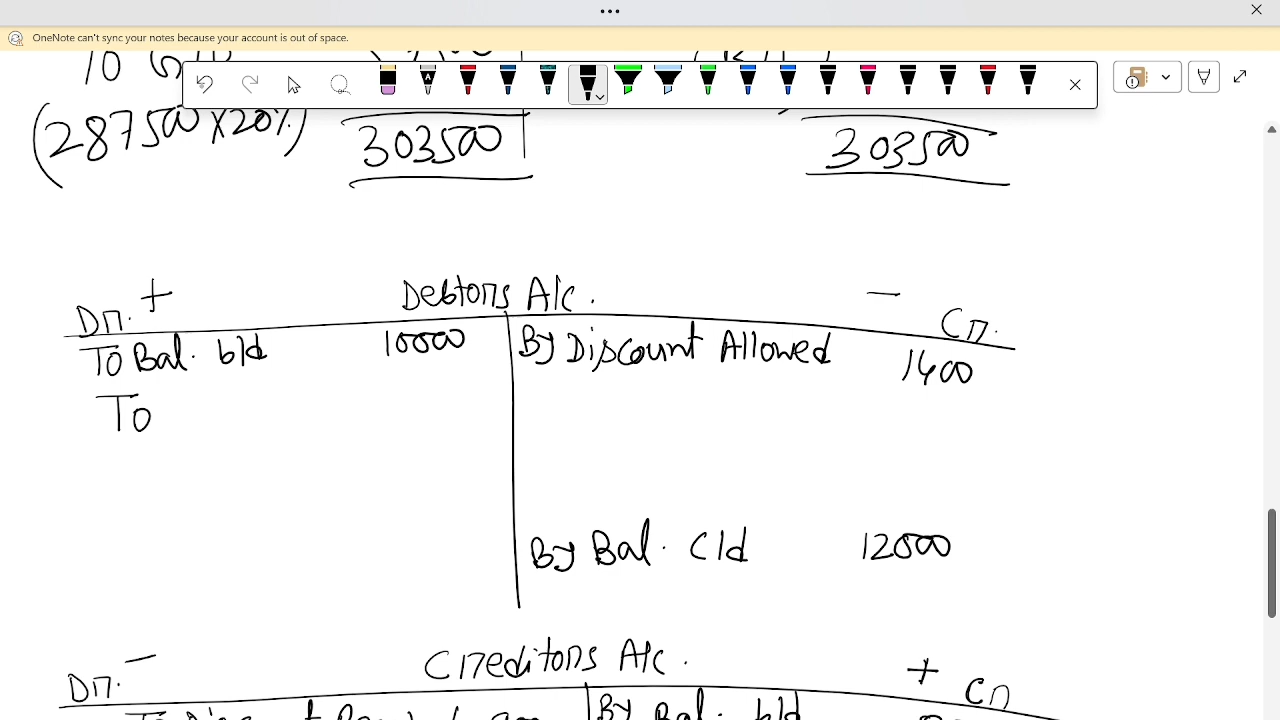 OneNote can't sync your notes because your account is out of space.
(287500 x 20%) 303500 303500
Debtors A/c.
Dr. + - Cr.
To Bal. b/d 10000 By Discount Allowed 1400
To
By Bal. c/d 12000
Creditors A/c.
Dr. - + Cr
By Bal. b/d